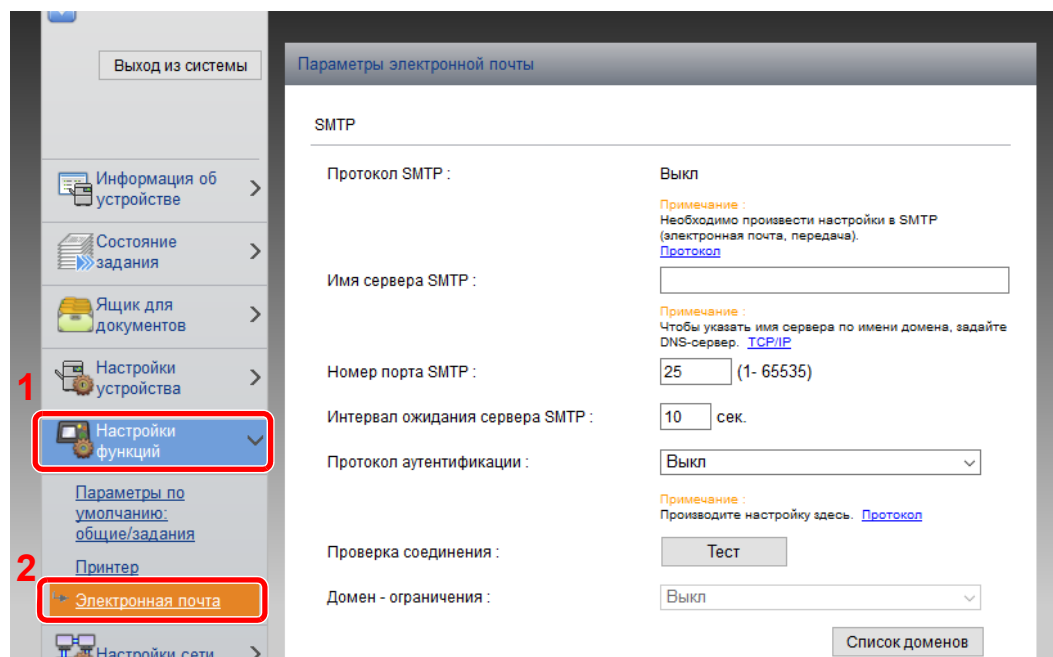 Выход из системы
Информация об
устройстве
Состояние
задания
Ящик для
документов
Настройки
устройства
1
Настройки
функций
Параметры по
умолчанию:
общие/задания
Принтер
2
Электронная почта
Настройки сети
Параметры электронной почты
SMTP
Протокол SMTP : Выкл
Примечание :
Необходимо произвести настройки в SMTP
(электронная почта, передача).
Протокол
Имя сервера SMTP :
Примечание :
Чтобы указать имя сервера по имени домена, задайте
DNS-сервер. TCP/IP
Номер порта SMTP : 25 (1- 65535)
Интервал ожидания сервера SMTP : 10 сек.
Протокол аутентификации : Выкл
Примечание :
Производите настройку здесь. Протокол
Проверка соединения : Тест
Домен - ограничения : Выкл
Список доменов